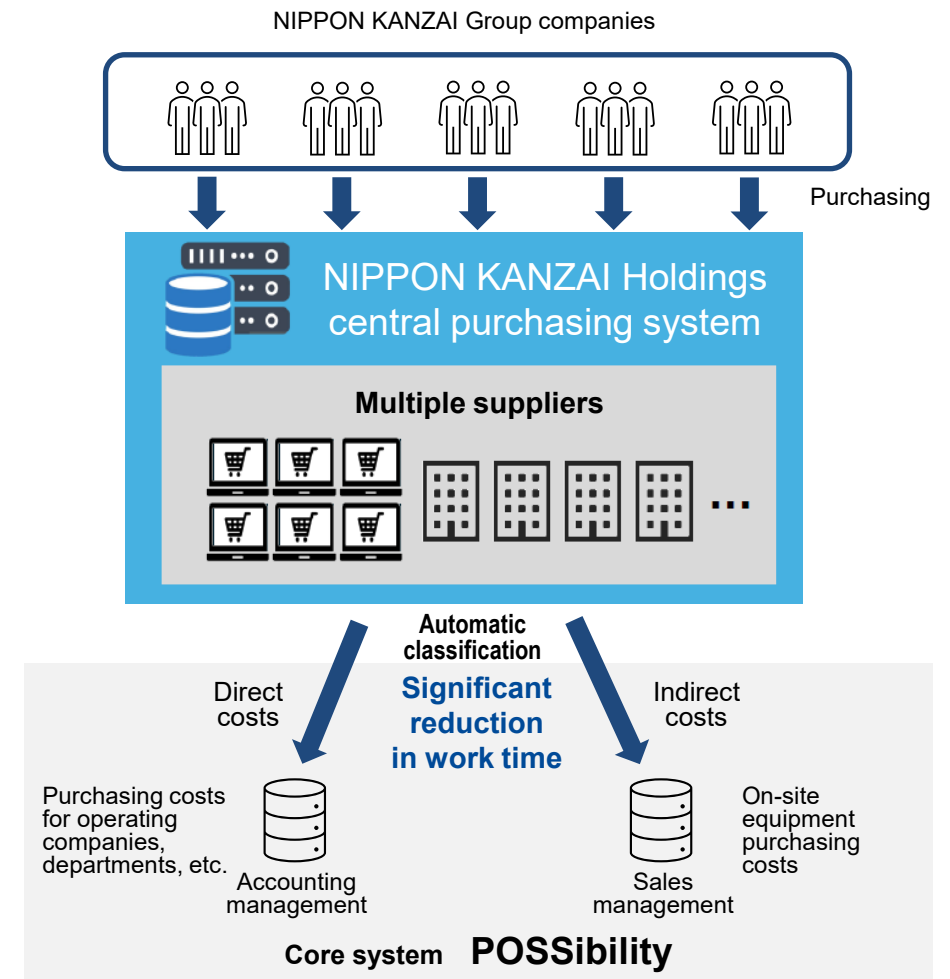 NIPPON KANZAI Group companies
Purchasing
NIPPON KANZAI Holdings
central purchasing system
Multiple suppliers
...
Automatic
classification
Significant
reduction
in work time
Direct
costs
Indirect
costs
Purchasing costs
for operating
companies,
departments, etc.
Accounting
management
Sales
management
On-site
equipment
purchasing
costs
Core system POSSibility